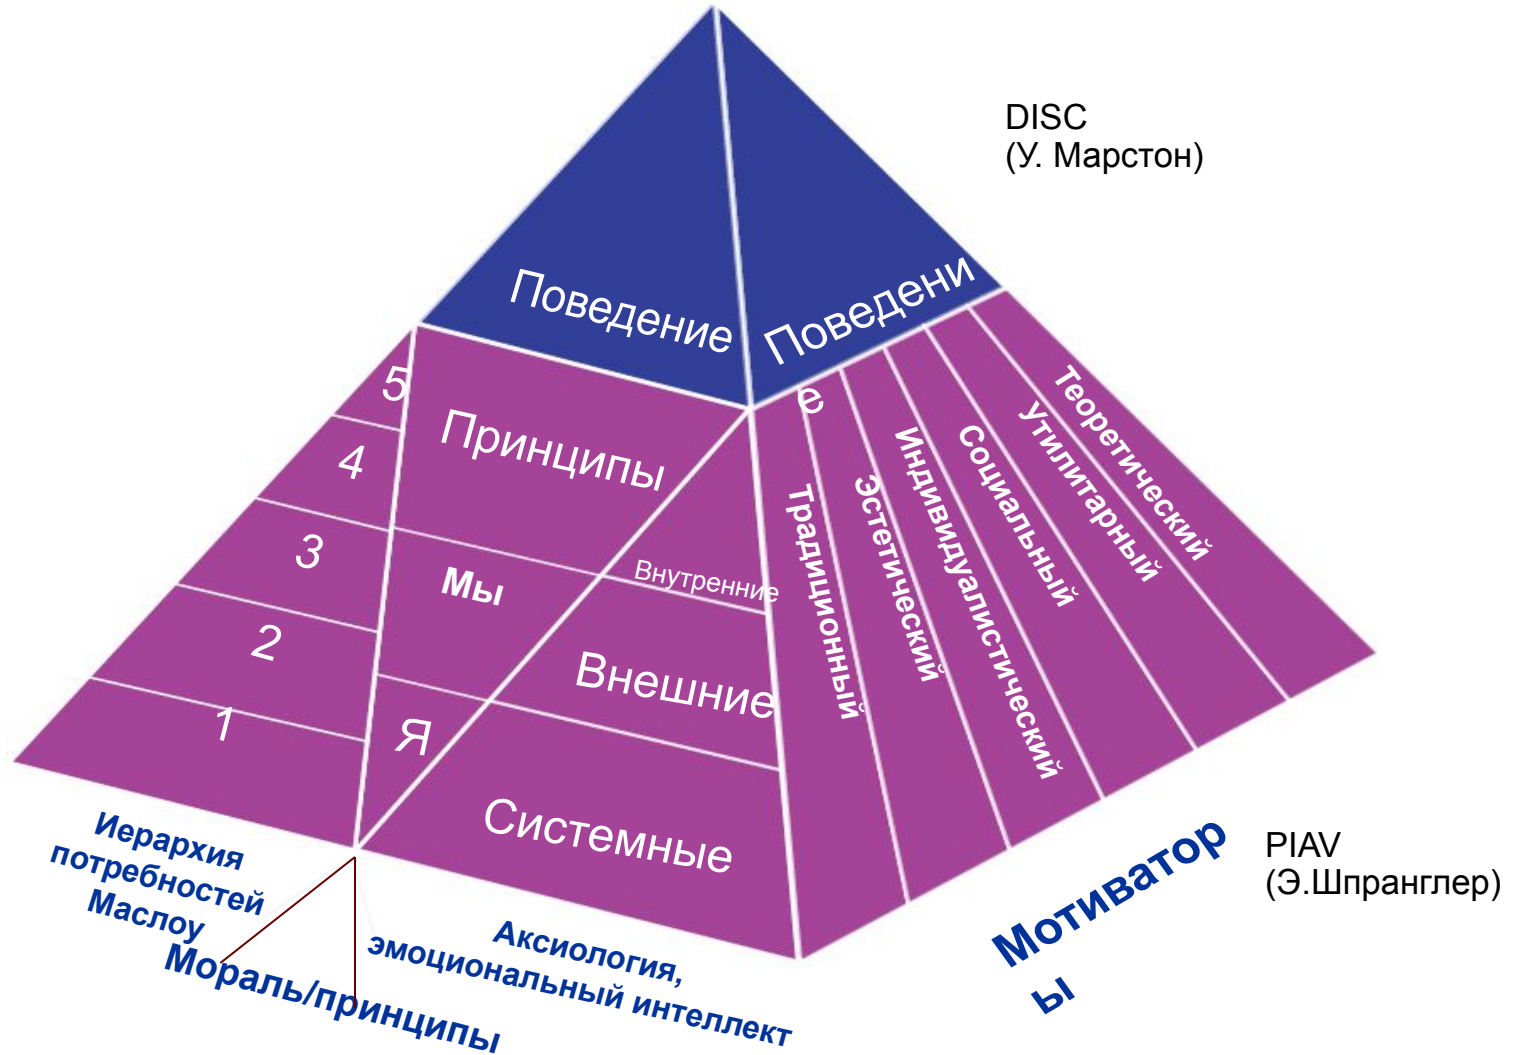 DISC
(У. Марстон)
Поведение
Поведени
е
5
4
3
2
1
Принципы
Мы
Я
Внутренние
Внешние
Системные
Традиционный
Эстетический
Индивидуалистический
Социальный
Утилитарный
Теоретический
Иерархия
потребностей
Маслоу
Мораль/принципы
Аксиология,
эмоциональный интеллект
Мотиватор
ы
PIAV
(Э.Шпранглер)